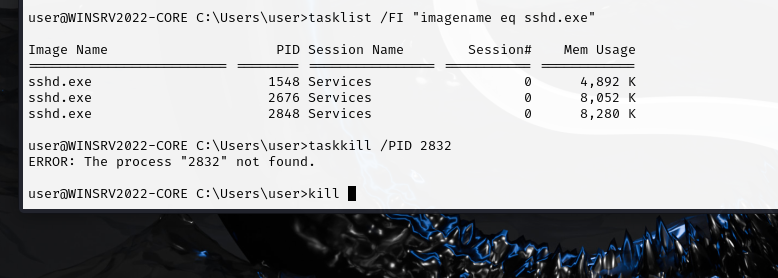 user@WINSRV2022-CORE C:\Users\user>tasklist /FI "imagename eq sshd.exe"
Image Name                     PID Session Name        Session#    Mem Usage
========================= ======== ================ =========== ============
sshd.exe                      1548 Services                   0      4,892 K
sshd.exe                      2676 Services                   0      8,052 K
sshd.exe                      2848 Services                   0      8,280 K
user@WINSRV2022-CORE C:\Users\user>taskkill /PID 2832
ERROR: The process "2832" not found.
user@WINSRV2022-CORE C:\Users\user>kill